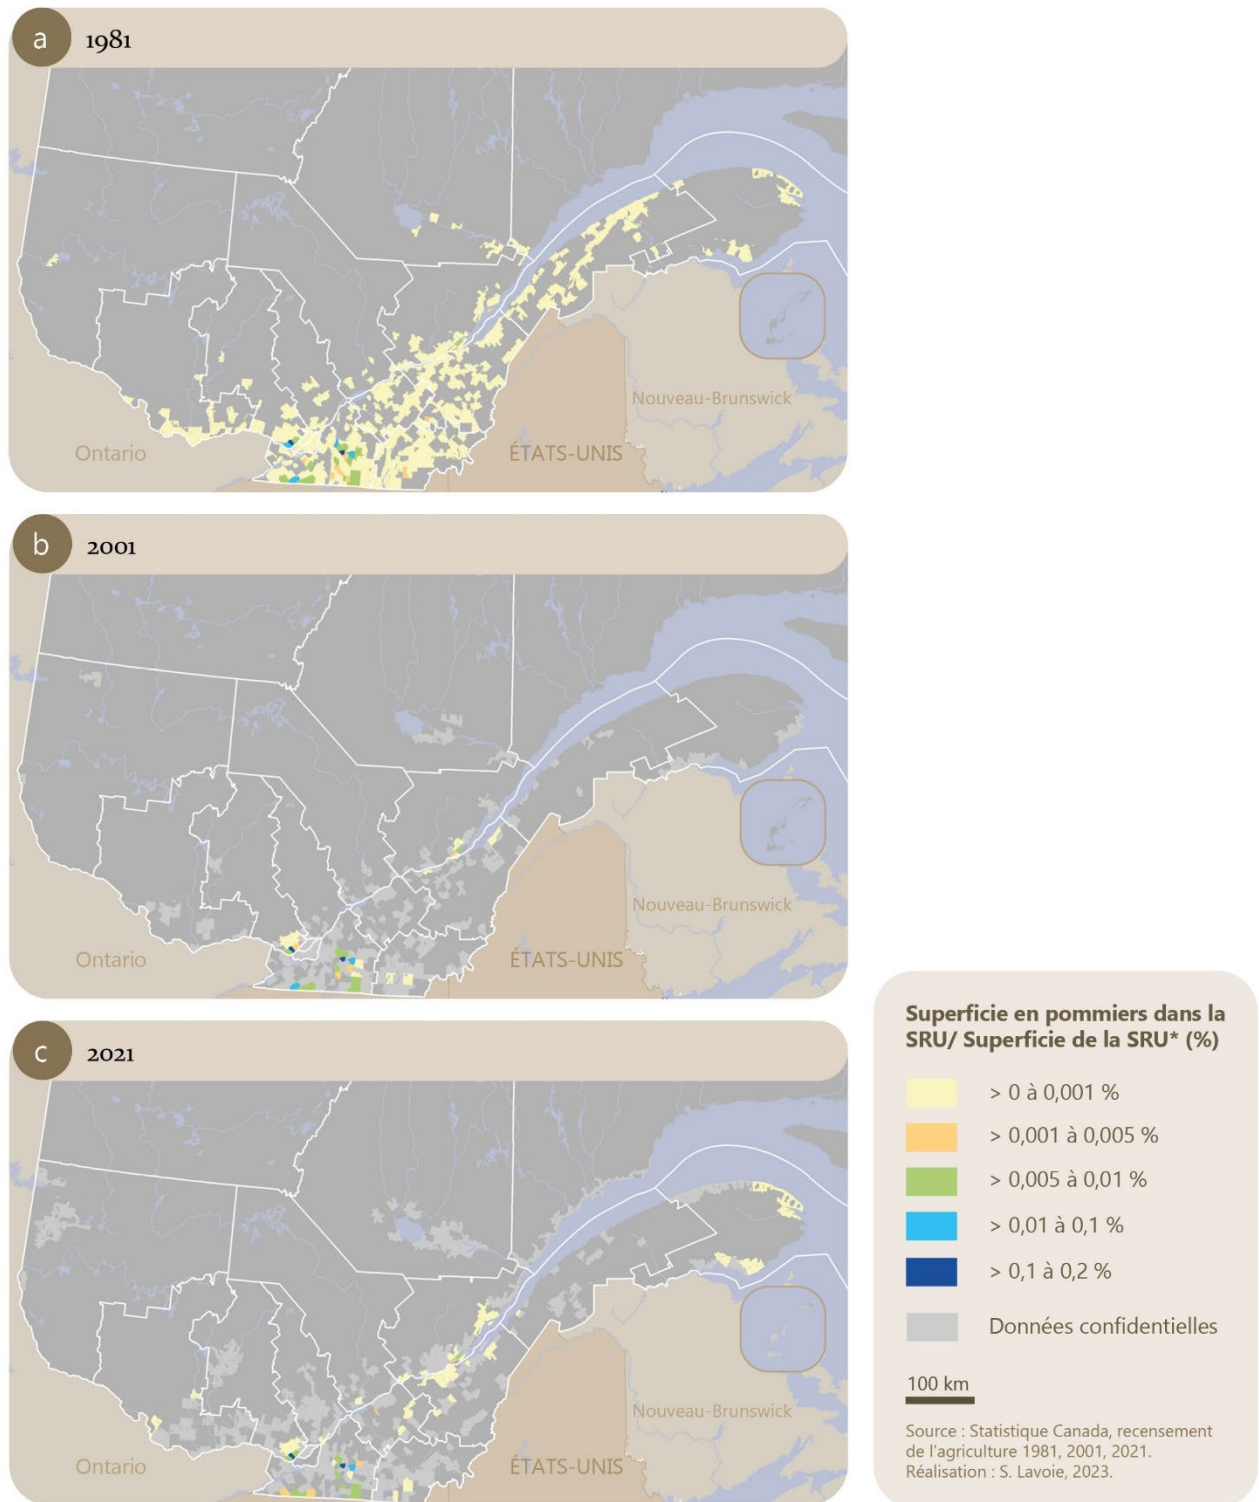 a
1981
Nouveau-Brunswick
Ontario
ÉTATS-UNIS
b
2001
Nouveau-Brunswick
Ontario
ÉTATS-UNIS
c
2021
Nouveau-Brunswick
Ontario
ÉTATS-UNIS
Superficie en pommiers dans la
SRU/ Superficie de la SRU* (%)
> 0 à 0,001 %
> 0,001 à 0,005 %
> 0,005 à 0,01 %
> 0,01 à 0,1 %
> 0,1 à 0,2 %
Données confidentielles
100 km
Source : Statistique Canada, recensement
de l'agriculture 1981, 2001, 2021.
Réalisation : S. Lavoie, 2023.